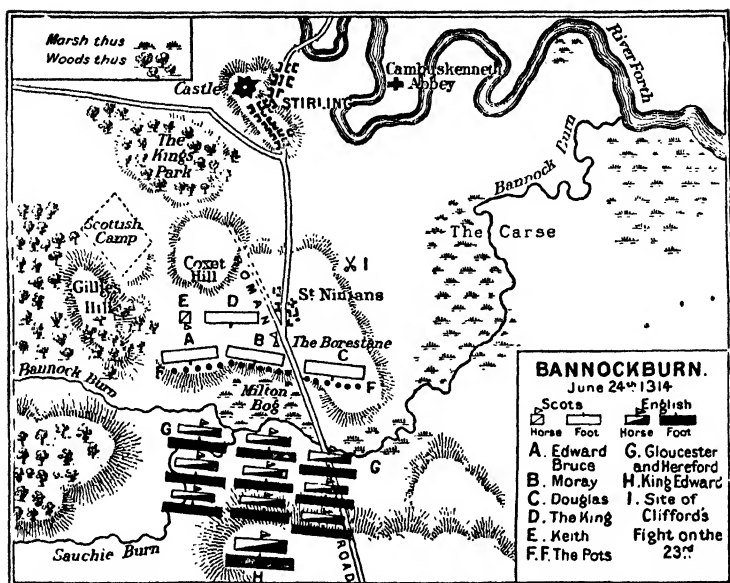 Marsh thus
Woods thus
Castle
STIRLING
Cambuskenneth
Abbey
River Forth
The
Kings
Park
Bannock Burn
Scottish
Camp
The Carse
Coxet
Hill
ROMAN
I
Gillies
Hill
St Ninians
E
D
The Borestane
A
B
C
F
F
Bannock Burn
Milton
Bog
G
G
Sauchie Burn
H
ROAD
BANNOCKBURN.
June 24th 1314
Scots English
Horse Foot Horse Foot
A. Edward
Bruce
B. Moray
C. Douglas
D. The King
E. Keith
F.F. The Pots
G. Gloucester
and Hereford
H. King Edward
I. Site of
Clifford's
Fight on the
23rd